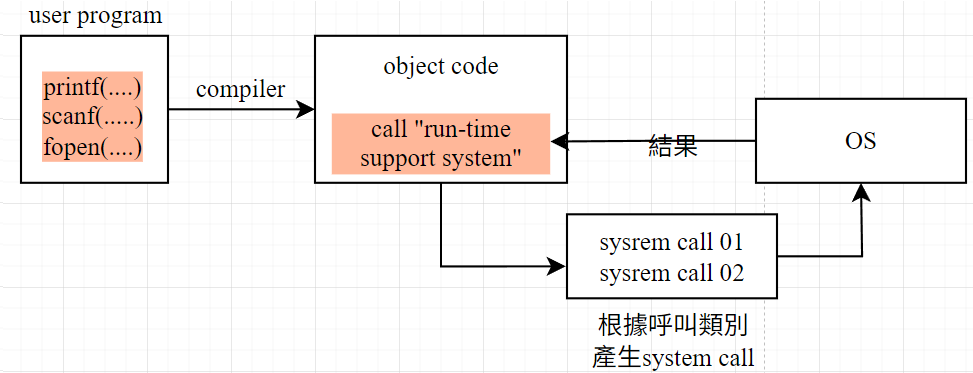 user program
printf(....)
scanf(.....)
fopen(....)
compiler
object code
call "run-time
support system"
結果
OS
sysrem call 01
sysrem call 02
根據呼叫類別
產生system call